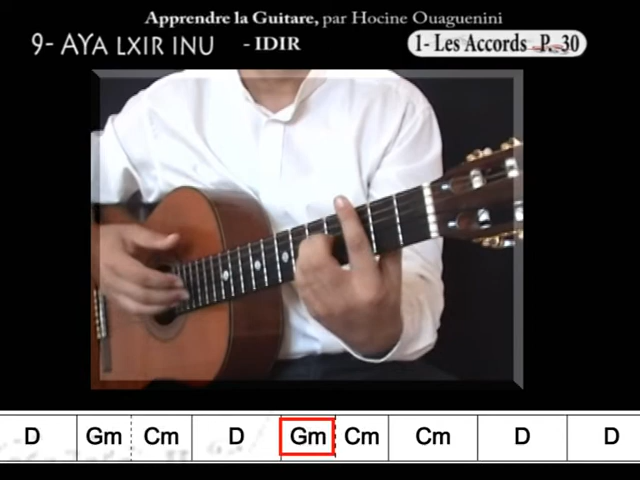 Apprendre la Guitare, par Hocine Ouaguenini
9- AYA LXIR INU - IDIR
1- Les Accords P. 30
D Gm Cm D Gm Cm Cm D D